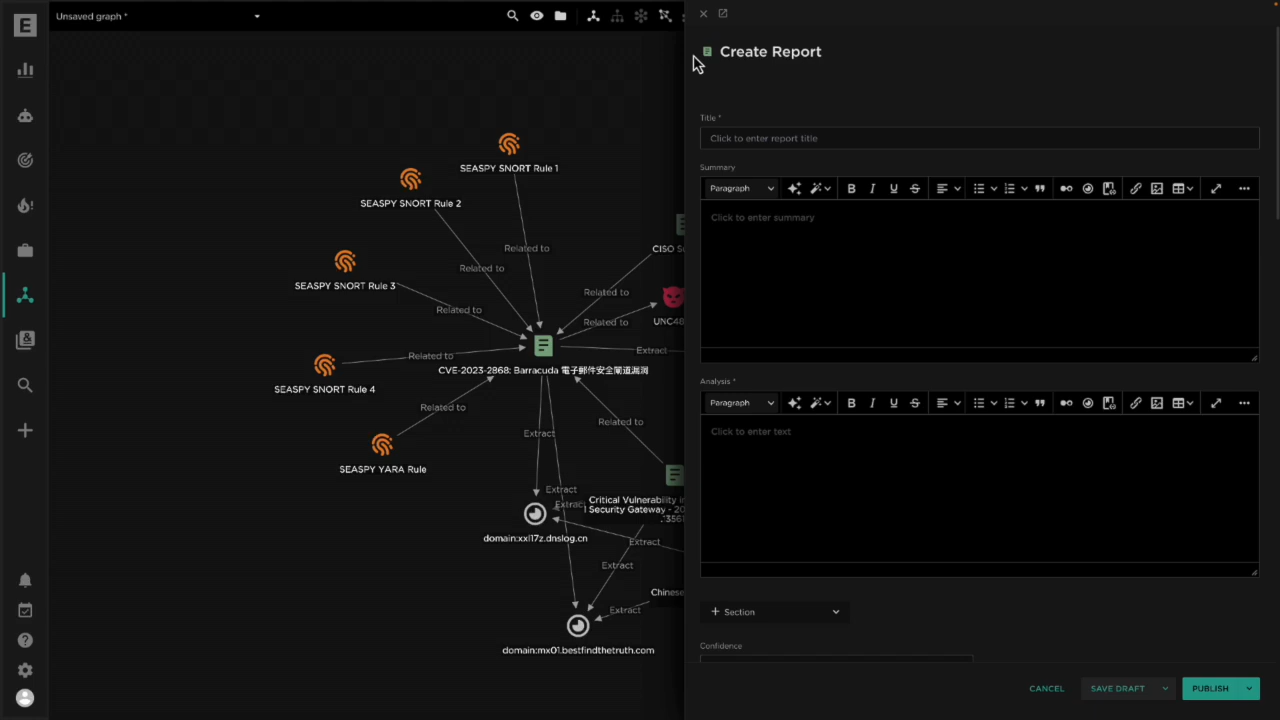 E
Unsaved graph *
SEASPY SNORT Rule 1
SEASPY SNORT Rule 2
Related to
CISO S
Related to
SEASPY SNORT Rule 3
Related to
Related to
Related to
UNC48
Related to
Extract
SEASPY SNORT Rule 4
CVE-2023-2868: Barracuda 電子郵件安全閘道漏洞
Related to
Related to
SEASPY YARA Rule
Extract
Extract
Extract
Critical Vulnerability in
Security Gateway - 20
domain:xxl17z.dnslog.cn
Extract
Extract
Chinese
Extract
domain:mx01.bestfindthetruth.com
Create Report
Title *
Click to enter report title
Summary
Paragraph
Click to enter summary
Analysis *
Paragraph
Click to enter text
+ Section
Confidence
CANCEL
SAVE DRAFT
PUBLISH